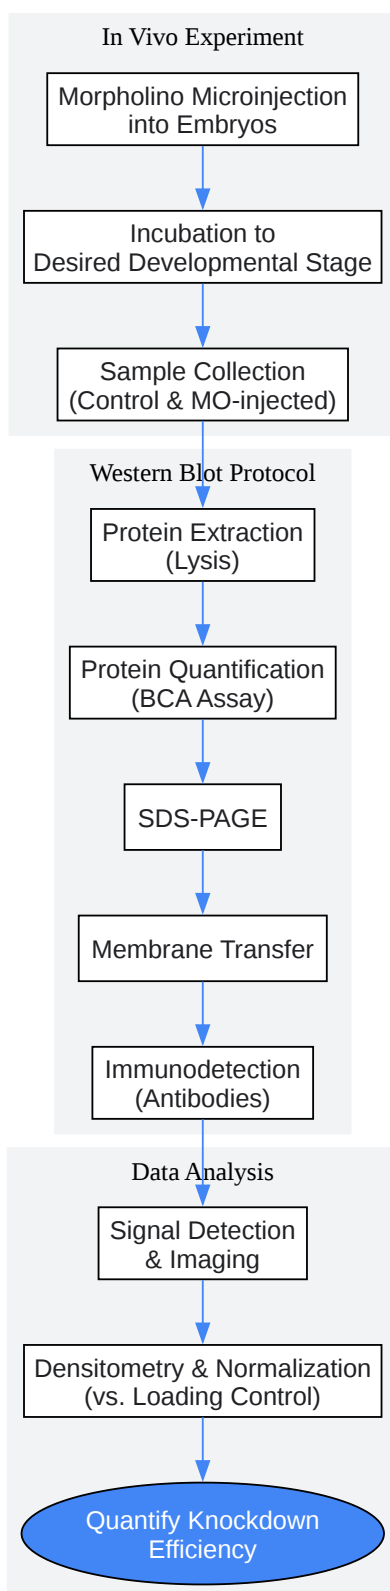 In Vivo Experiment
Morpholino Microinjection
into Embryos
Incubation to
Desired Developmental Stage
Sample Collection
(Control & MO-injected)
Western Blot Protocol
Protein Extraction
(Lysis)
Protein Quantification
(BCA Assay)
SDS-PAGE
Membrane Transfer
Immunodetection
(Antibodies)
Data Analysis
Signal Detection
& Imaging
Densitometry & Normalization
(vs. Loading Control)
Quantify Knockdown
Efficiency